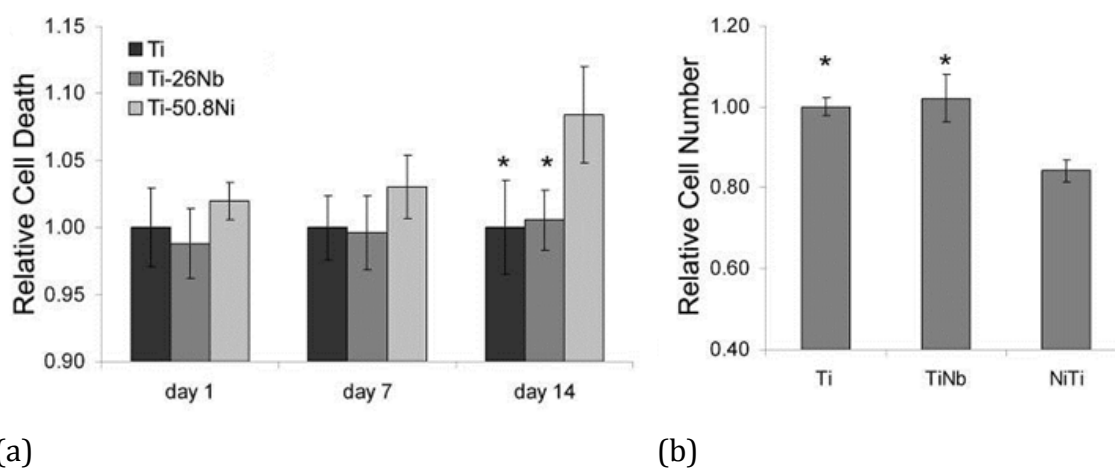 Relative Cell Death
1.15
1.10
1.05
1.00
0.95
0.90
Ti
Ti-26Nb
Ti-50.8Ni
* *
day 1 day 7 day 14
(a)
Relative Cell Number
1.20
1.00
0.80
0.60
0.40
* *
Ti TiNb NiTi
(b)